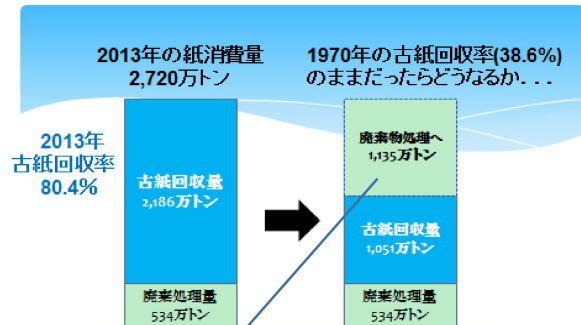 2013年の紙消費量
2,720万トン
1970年の古紙回収率(38.6%)
のままだったらどうなるか...
2013年
古紙回収率
80.4%
古紙回収量
2,186万トン
廃棄処理量
534万トン
廃棄物処理へ
1,135万トン
古紙回収量
1,051万トン
廃棄処理量
534万トン